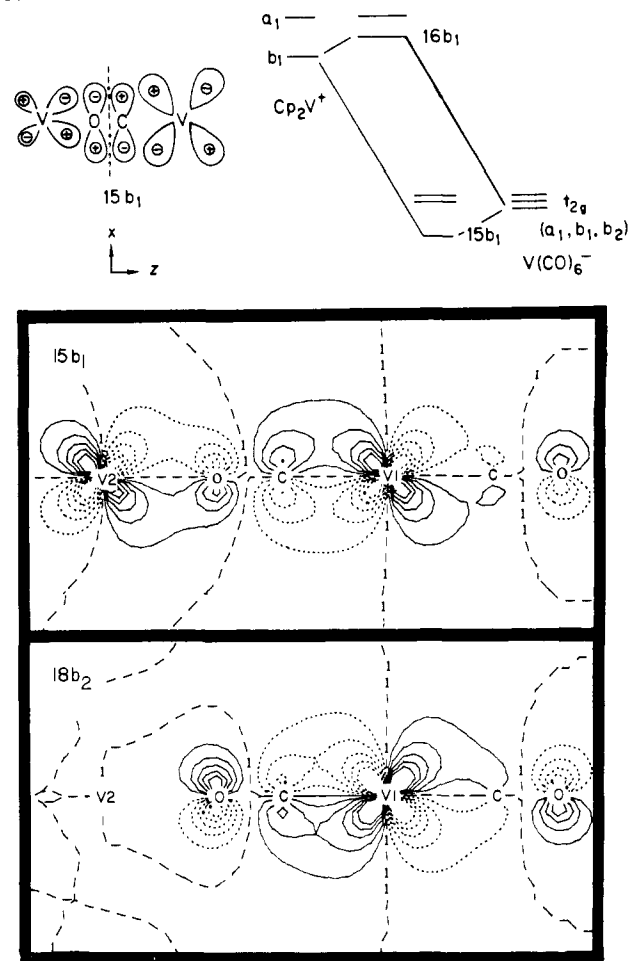 a₁
b₁
16b₁
Cp₂V⁺
⊕ ⊖ ⊖ ⊕ ⊕ ⊖
V O C V
⊖ ⊕ ⊕ ⊖ ⊖ ⊕
15b₁
x
z
15b₁
t₂g
(a₁, b₁, b₂)
V(CO)₆⁻
15b₁
V2 O C V1 C O
18b₂
V2 O C V1 C O